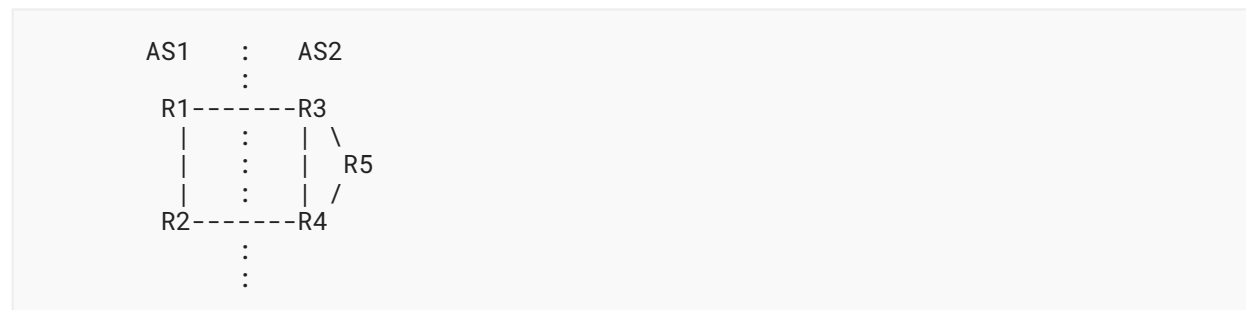 AS1   :   AS2
      :
 R1-------R3
  |   :   | \
  |   :   |  R5
  |   :   | /
 R2-------R4
      :
      :